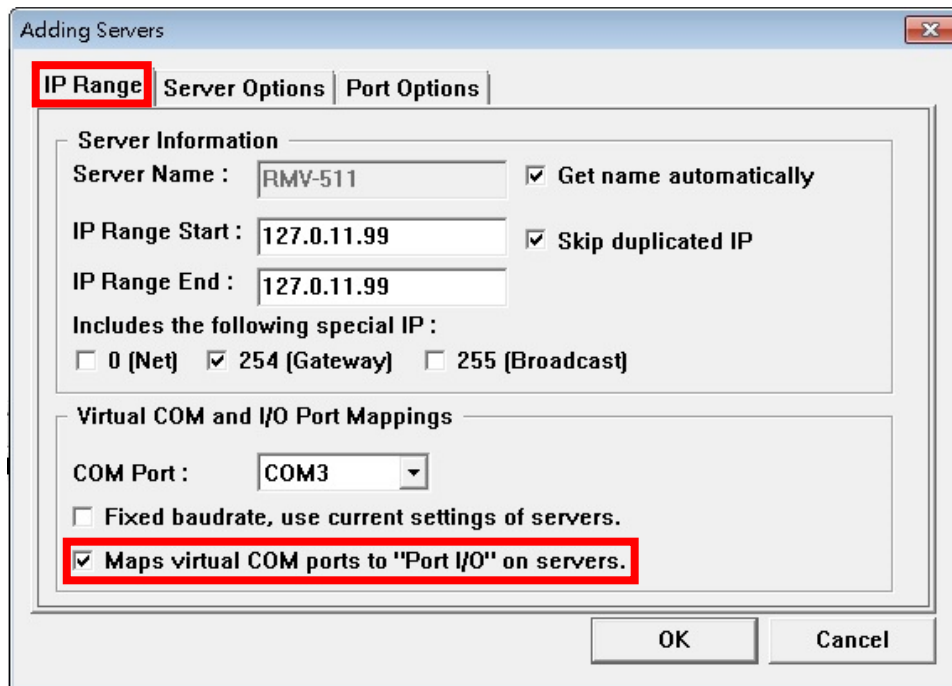 Adding Servers
IP Range Server Options Port Options
Server Information
Server Name : RMV-511 Get name automatically
IP Range Start : 127.0.11.99 Skip duplicated IP
IP Range End : 127.0.11.99
Includes the following special IP :
0 (Net) 254 (Gateway) 255 (Broadcast)
Virtual COM and I/O Port Mappings
COM Port : COM3
Fixed baudrate, use current settings of servers.
Maps virtual COM ports to "Port I/O" on servers.
OK Cancel